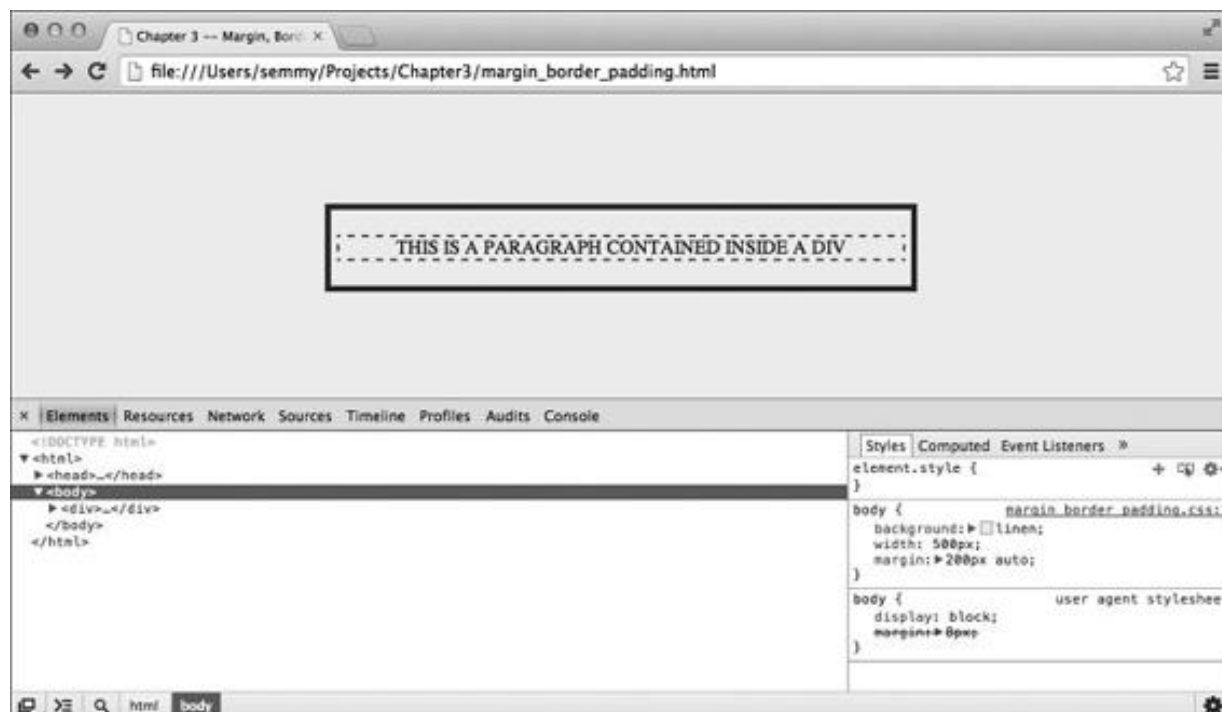 Chapter 3 -- Margin, Bord
file:///Users/semmy/Projects/Chapter3/margin_border_padding.html
THIS IS A PARAGRAPH CONTAINED INSIDE A DIV
× Elements Resources Network Sources Timeline Profiles Audits Console
<!DOCTYPE html>
▼<html>
▶<head>…</head>
▼<body>
▶<div>…</div>
</body>
</html>
Styles Computed Event Listeners »
element.style {
}
body { margin_border_padding.css:
background:▶linen;
width: 500px;
margin:▶200px auto;
}
body { user agent styleshee
display: block;
margin:▶8px;
}
html body